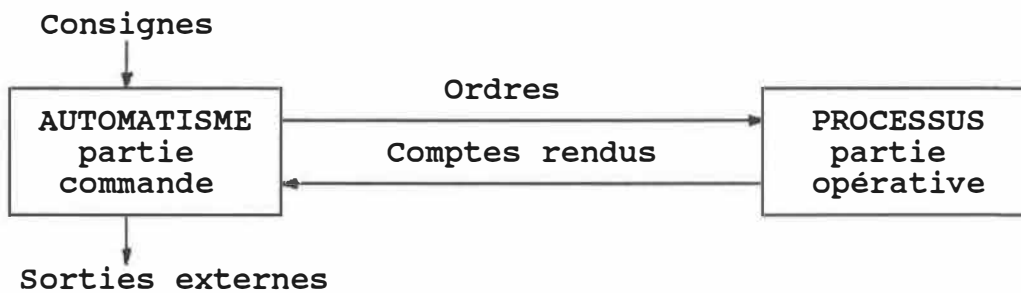 Consignes
AUTOMATISME
partie
commande
Ordres
Comptes rendus
PROCESSUS
partie
opérative
Sorties externes